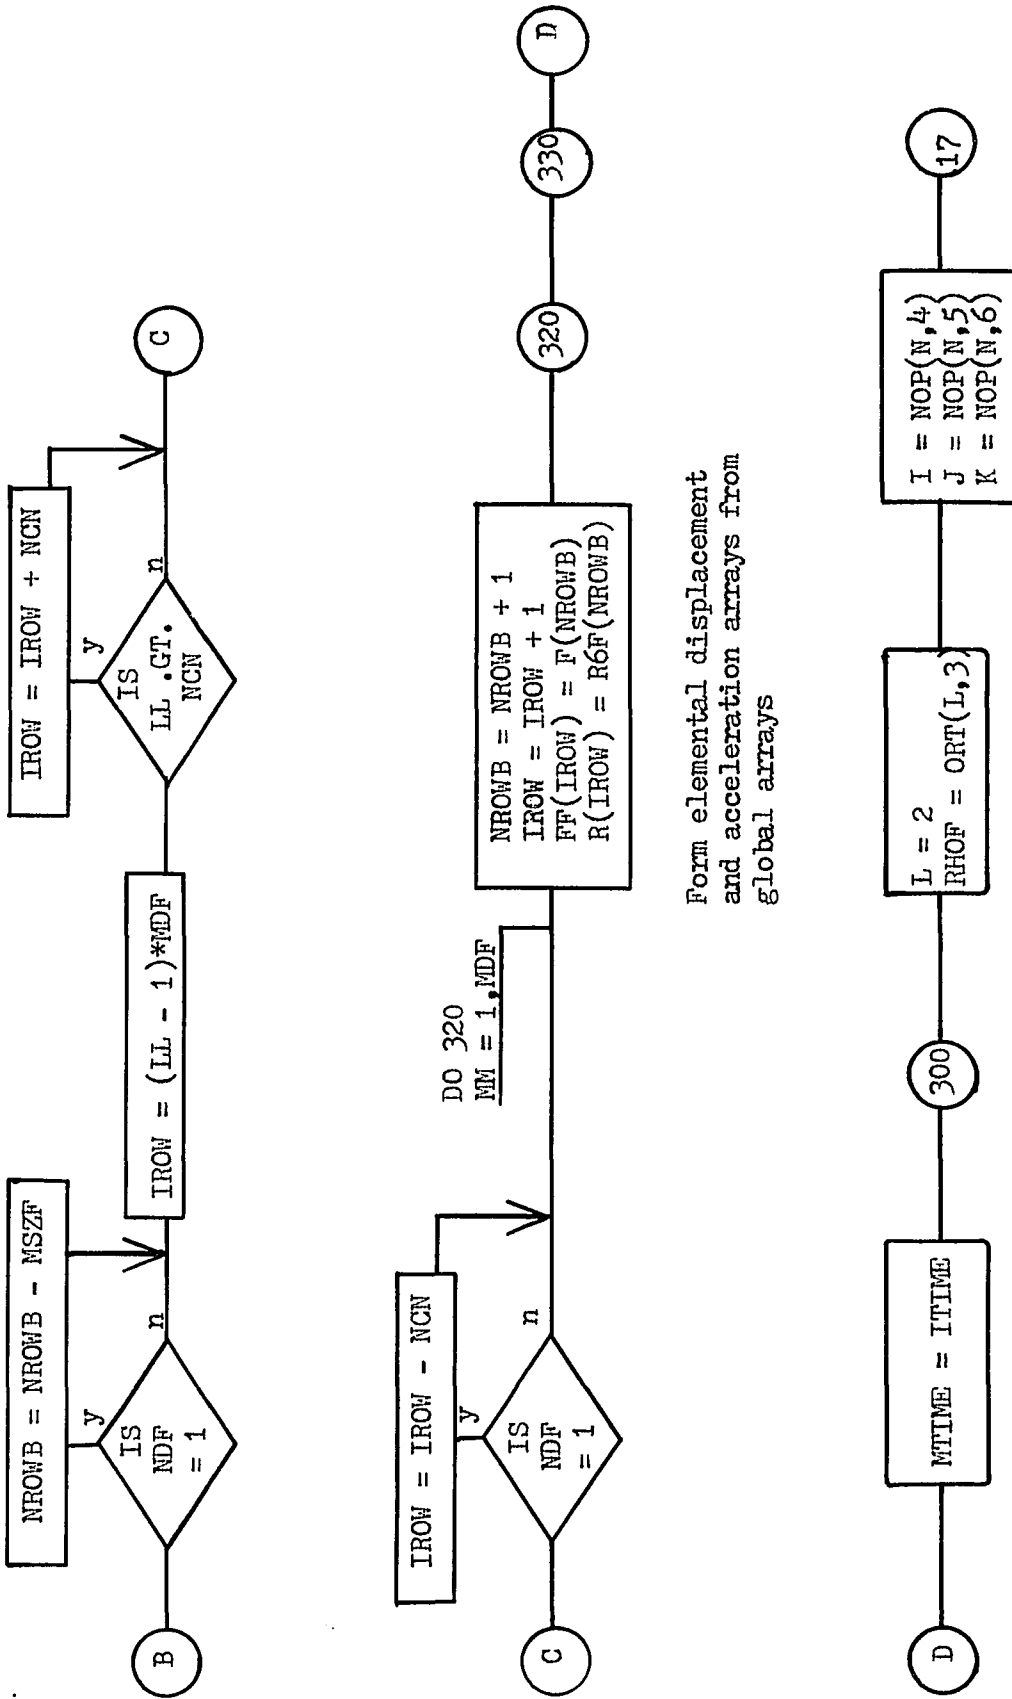 B
IS
NDF
= 1
y
n
NROWB = NROWB - MSZF
IROW = (LL - 1)*MDF
IS
LL .GT.
NCN
y
n
IROW = IROW + NCN
C
C
IS
NDF
= 1
y
n
IROW = IROW - NCN
DO 320
MM = 1,MDF
NROWB = NROWB + 1
IROW = IROW + 1
FF(IROW) = F(NROWB)
R(IROW) = R6F(NROWB)
320
330
D
Form elemental displacement
and acceleration arrays from
global arrays
D
MTIME = ITIME
300
L = 2
RHOF = ORT(L,3)
I = NOP(N,4)
J = NOP(N,5)
K = NOP(N,6)
17